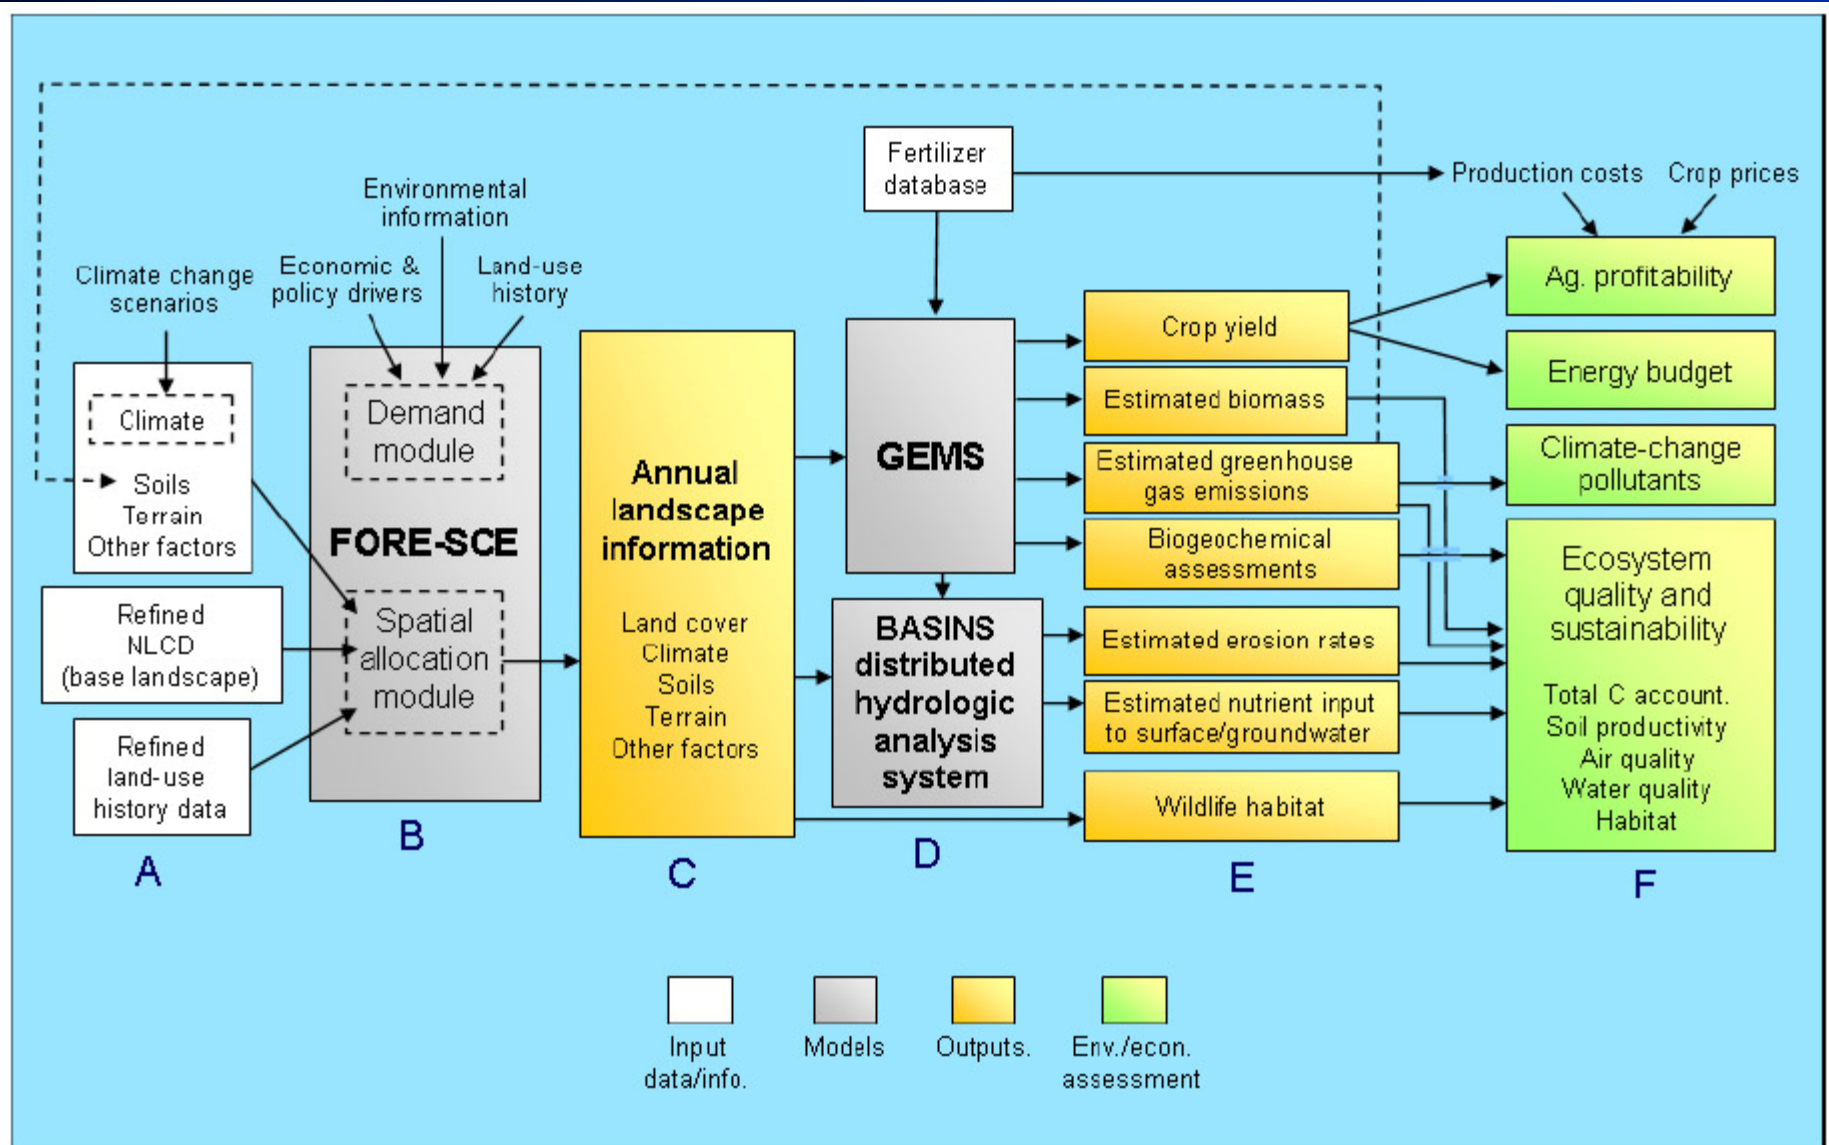 Fertilizer
database
Production costs
Crop prices
Environmental
information
Climate change
scenarios
Economic &
policy drivers
Land-use
history
Climate
Soils
Terrain
Other factors
Refined
NLCD
(base landscape)
Refined
land-use
history data
A
Demand
module
FORE-SCE
Spatial
allocation
module
B
Annual
landscape
information
Land cover
Climate
Soils
Terrain
Other factors
C
GEMS
BASINS
distributed
hydrologic
analysis
system
D
Crop yield
Estimated biomass
Estimated greenhouse
gas emissions
Biogeochemical
assessments
Estimated erosion rates
Estimated nutrient input
to surface/groundwater
Wildlife habitat
E
Ag. profitability
Energy budget
Climate-change
pollutants
Ecosystem
quality and
sustainability
Total C account.
Soil productivity
Air quality
Water quality
Habitat
F
Input
data/info.
Models
Outputs.
Env./econ.
assessment